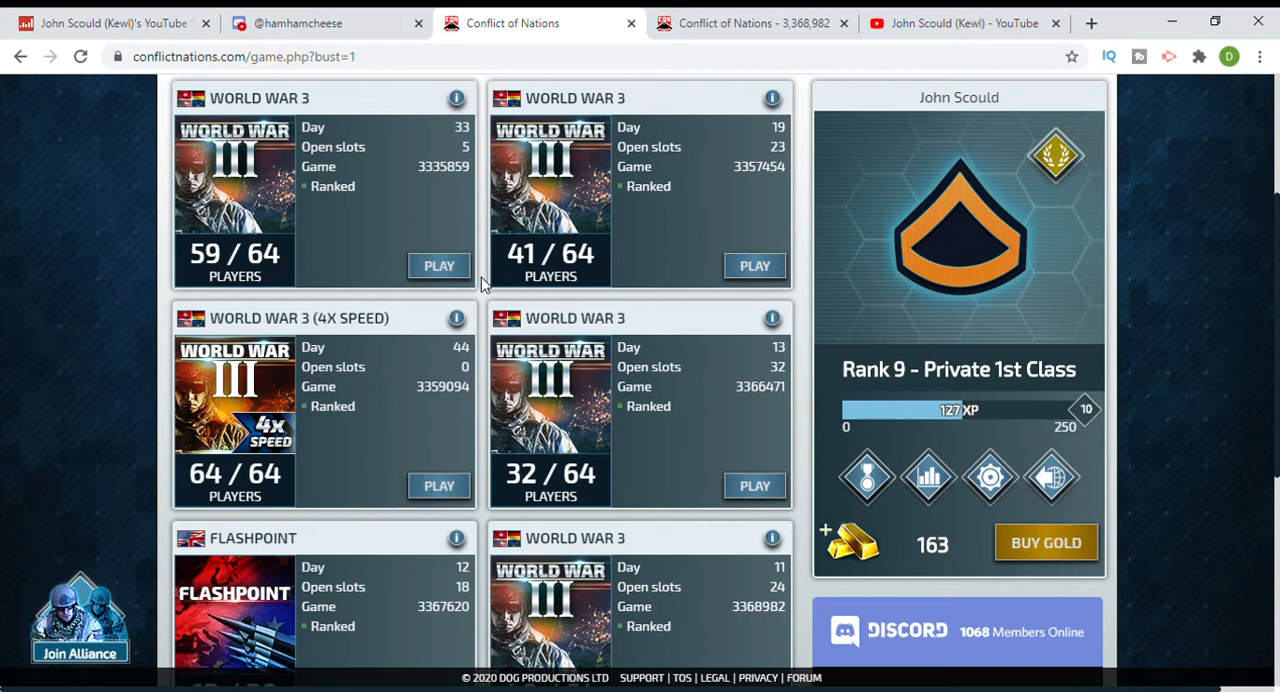 John Scould (Kewl)'s YouTube S
@hamhamcheese
Conflict of Nations
Conflict of Nations - 3,368,982
John Scould (Kewl) - YouTube
conflictnations.com/game.php?bust=1
IQ
tb
D
WORLD WAR 3
WORLD WAR
III
Day 33
Open slots 5
Game 3335859
Ranked
59 / 64
PLAYERS
PLAY
WORLD WAR 3
WORLD WAR
III
Day 19
Open slots 23
Game 3357454
Ranked
41 / 64
PLAYERS
PLAY
John Scould
Rank 9 - Private 1st Class
127 XP
10
0 250
163
BUY GOLD
WORLD WAR 3 (4X SPEED)
WORLD WAR
III
4X
SPEED
Day 44
Open slots 0
Game 3359094
Ranked
64 / 64
PLAYERS
PLAY
WORLD WAR 3
WORLD WAR
III
Day 13
Open slots 32
Game 3366471
Ranked
32 / 64
PLAYERS
PLAY
FLASHPOINT
FLASHPOINT
Day 12
Open slots 18
Game 3367620
Ranked
WORLD WAR 3
WORLD WAR
III
Day 11
Open slots 24
Game 3368982
Ranked
DISCORD 1068 Members Online
Join Alliance
© 2020 DOG PRODUCTIONS LTD SUPPORT | TOS | LEGAL | PRIVACY | FORUM